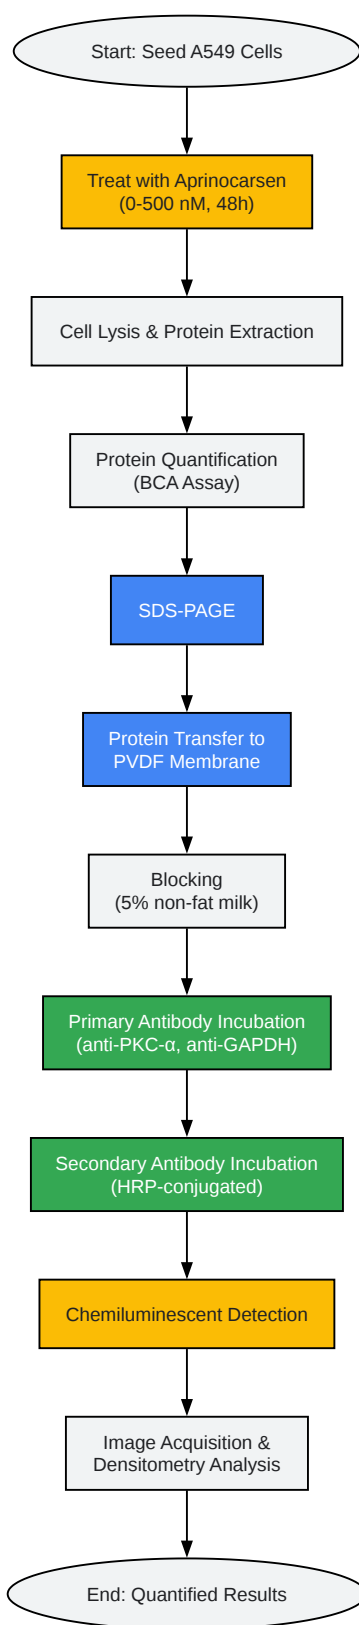 Start: Seed A549 Cells
Treat with Aprinocarsen
(0-500 nM, 48h)
Cell Lysis & Protein Extraction
Protein Quantification
(BCA Assay)
SDS-PAGE
Protein Transfer to
PVDF Membrane
Blocking
(5% non-fat milk)
Primary Antibody Incubation
(anti-PKC-α, anti-GAPDH)
Secondary Antibody Incubation
(HRP-conjugated)
Chemiluminescent Detection
Image Acquisition &
Densitometry Analysis
End: Quantified Results